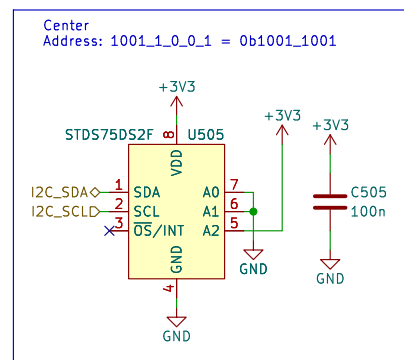 Center
Address: 1001_1_0_0_1 = 0b1001_1001
+3V3
+3V3
+3V3
STDS75DS2F
U505
8
VDD
I2C_SDA
1
SDA
A0
7
I2C_SCL
2
SCL
A1
6
3
OS/INT
A2
5
GND
4
GND
GND
C505
100n
GND